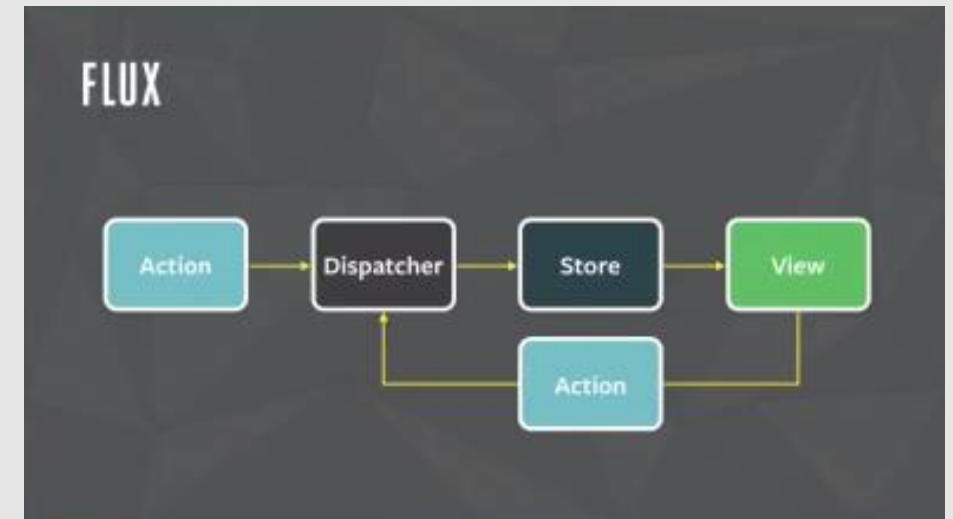 FLUX
Action
Dispatcher
Store
View
Action